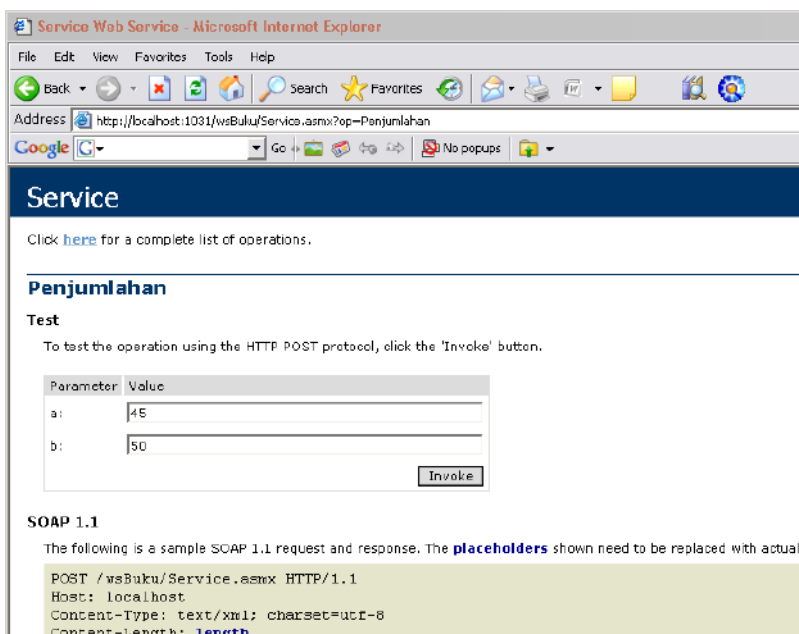 Service Web Service - Microsoft Internet Explorer
File Edit View Favorites Tools Help
Back Search Favorites
Address http://localhost:1031/wsBuku/Service.asmx?op=Penjumlahan
Google G Go No popups
Service
Click here for a complete list of operations.
Penjumlahan
Test
To test the operation using the HTTP POST protocol, click the 'Invoke' button.
Parameter Value
a: 45
b: 50
Invoke
SOAP 1.1
The following is a sample SOAP 1.1 request and response. The placeholders shown need to be replaced with actual
POST /wsBuku/Service.asmx HTTP/1.1
Host: localhost
Content-Type: text/xml; charset=utf-8
Content-Length: length